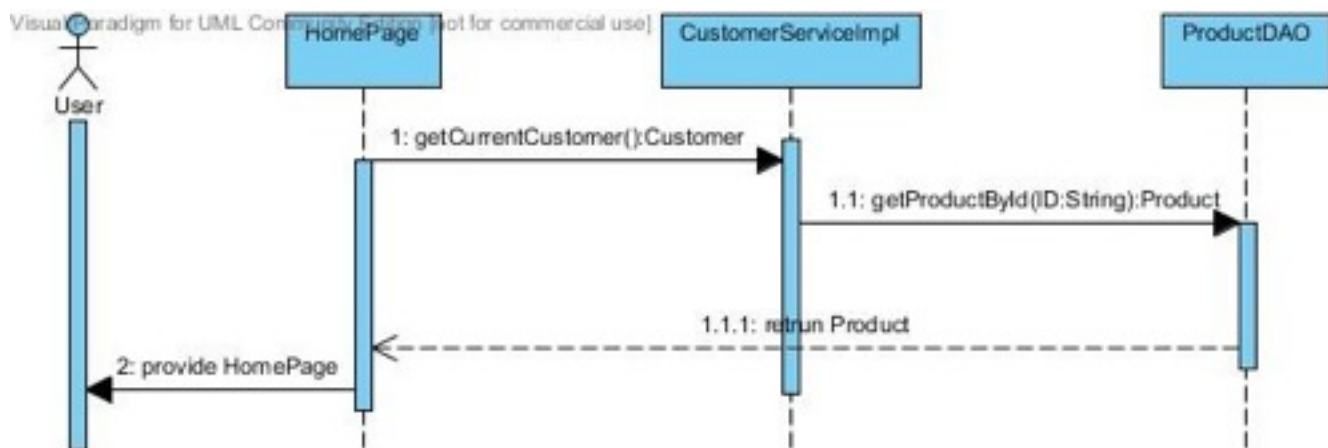 Visual Paradigm for UML Community Edition [not for commercial use]
HomePage
CustomerServiceImpl
ProductDAO
User
1: getCurrentCustomer():Customer
1.1: getProductById(ID:String):Product
1.1.1: retrun Product
2: provide HomePage